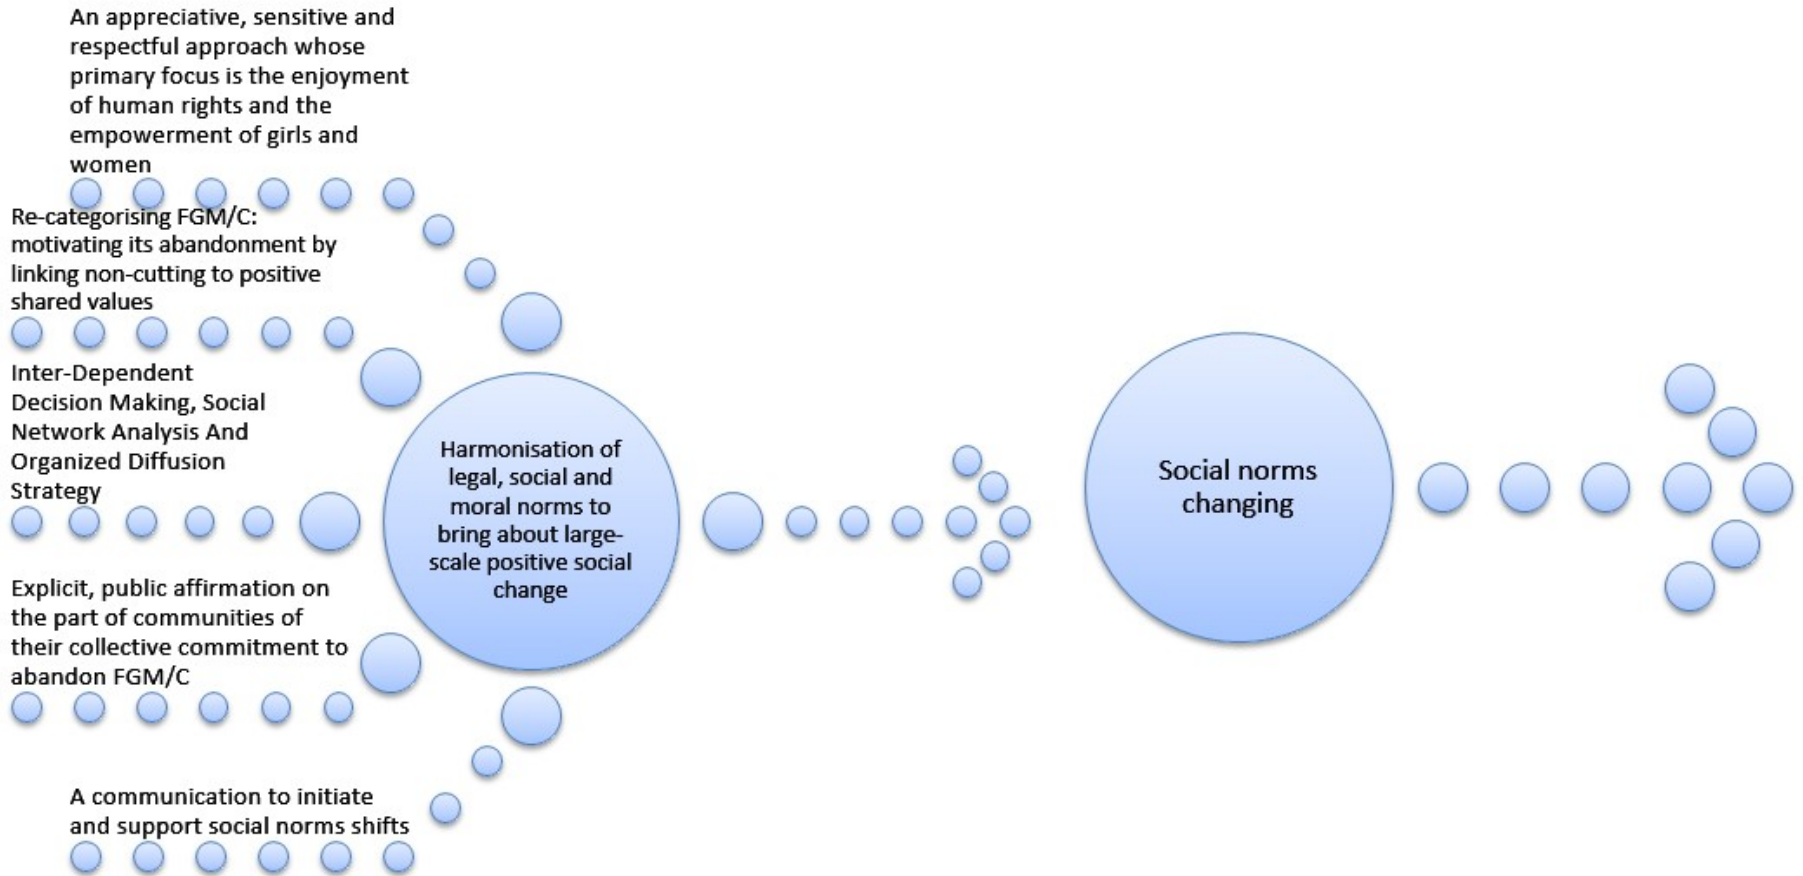 An appreciative, sensitive and
respectful approach whose
primary focus is the enjoyment
of human rights and the
empowerment of girls and
women
Re-categorising FGM/C:
motivating its abandonment by
linking non-cutting to positive
shared values
Inter-Dependent
Decision Making, Social
Network Analysis And
Organized Diffusion
Strategy
Explicit, public affirmation on
the part of communities of
their collective commitment to
abandon FGM/C
A communication to initiate
and support social norms shifts
Harmonisation of
legal, social and
moral norms to
bring about large-
scale positive social
change
Social norms
changing